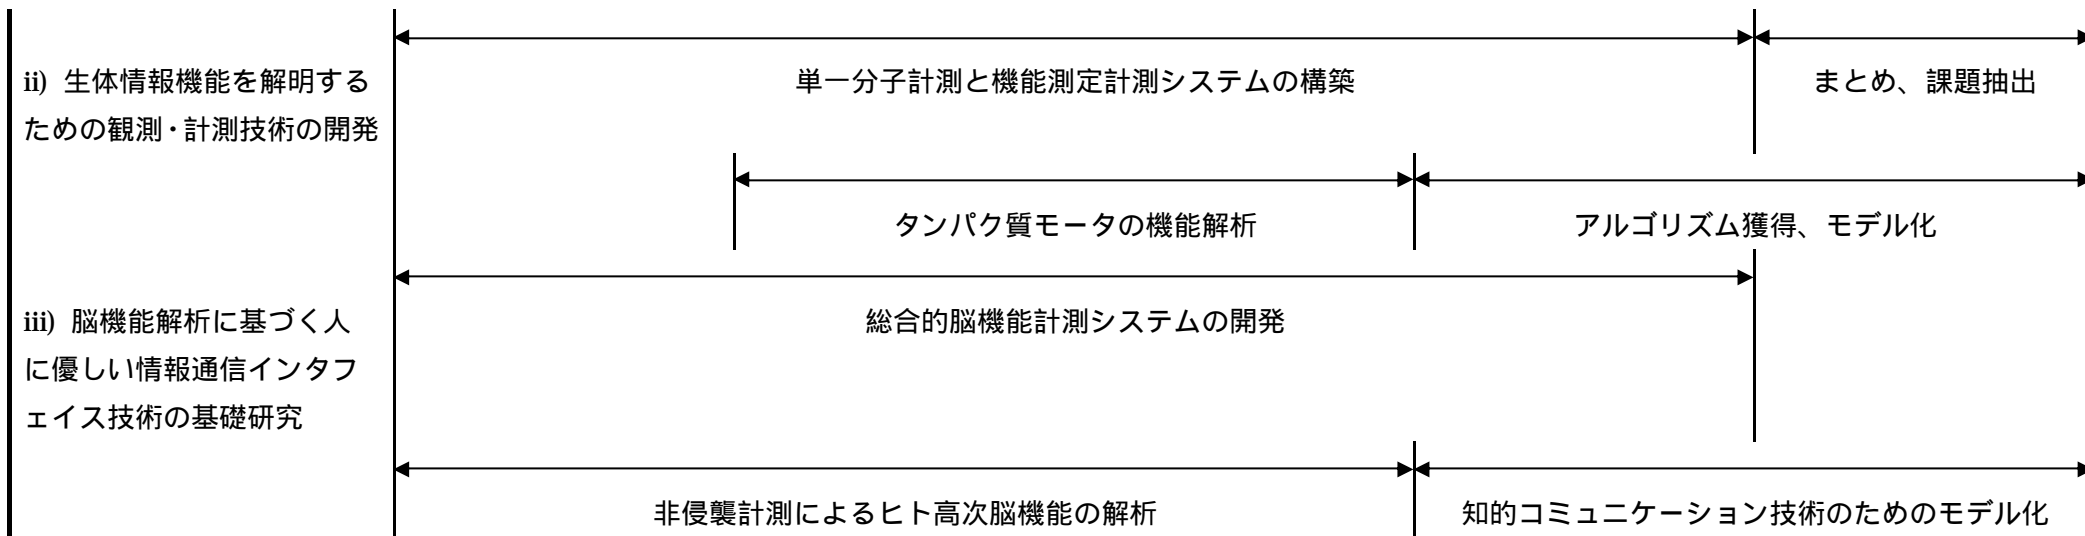 単一分子計測と機能測定計測システムの構築
まとめ、課題抽出
ii) 生体情報機能を解明する
ための観測・計測技術の開発
タンパク質モータの機能解析
アルゴリズム獲得、モデル化
総合的脳機能計測システムの開発
iii) 脳機能解析に基づく人
に優しい情報通信インタフ
ェイス技術の基礎研究
非侵襲計測によるヒト高次脳機能の解析
知的コミュニケーション技術のためのモデル化